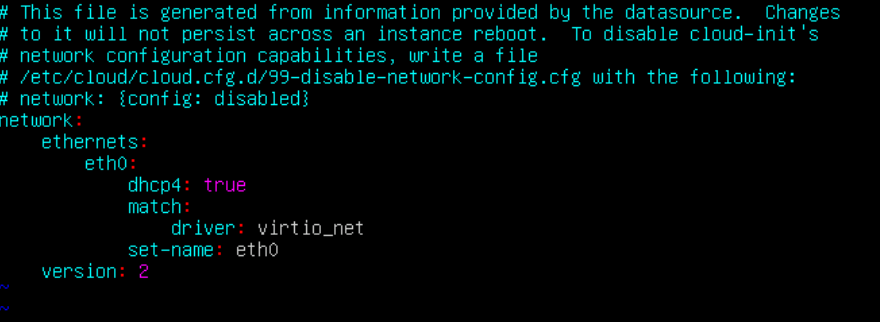 # This file is generated from information provided by the datasource.  Changes
# to it will not persist across an instance reboot.  To disable cloud-init's
# network configuration capabilities, write a file
# /etc/cloud/cloud.cfg.d/99-disable-network-config.cfg with the following:
# network: {config: disabled}
network:
    ethernets:
        eth0:
            dhcp4: true
            match:
                driver: virtio_net
            set-name: eth0
    version: 2
~
~